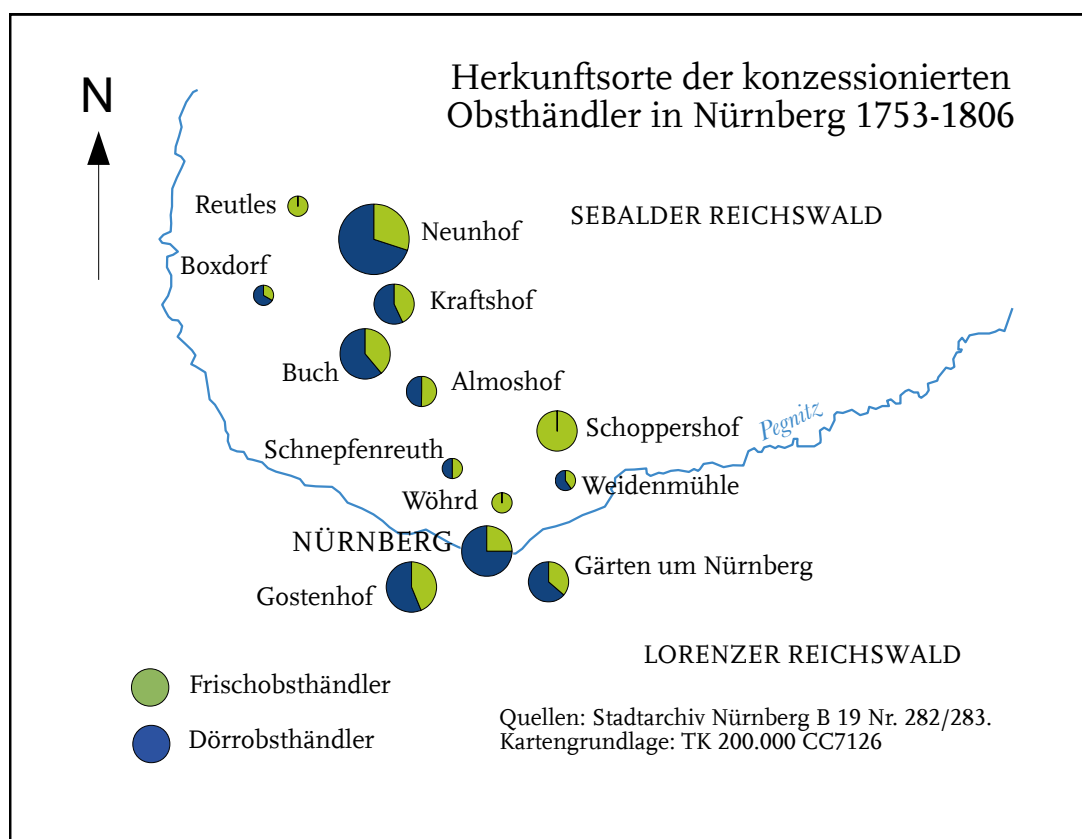 Herkunftsorte der konzessionierten
Obsthändler in Nürnberg 1753-1806
N
Reutles
SEBALDER REICHSWALD
Neunhof
Boxdorf
Kraftshof
Buch
Almoshof
Schoppershof
Pegnitz
Schnepfenreuth
Weidenmühle
Wöhrd
NÜRNBERG
Gärten um Nürnberg
Gostenhof
LORENZER REICHSWALD
Frischobsthändler
Dörrobsthändler
Quellen: Stadtarchiv Nürnberg B 19 Nr. 282/283.
Kartengrundlage: TK 200.000 CC7126